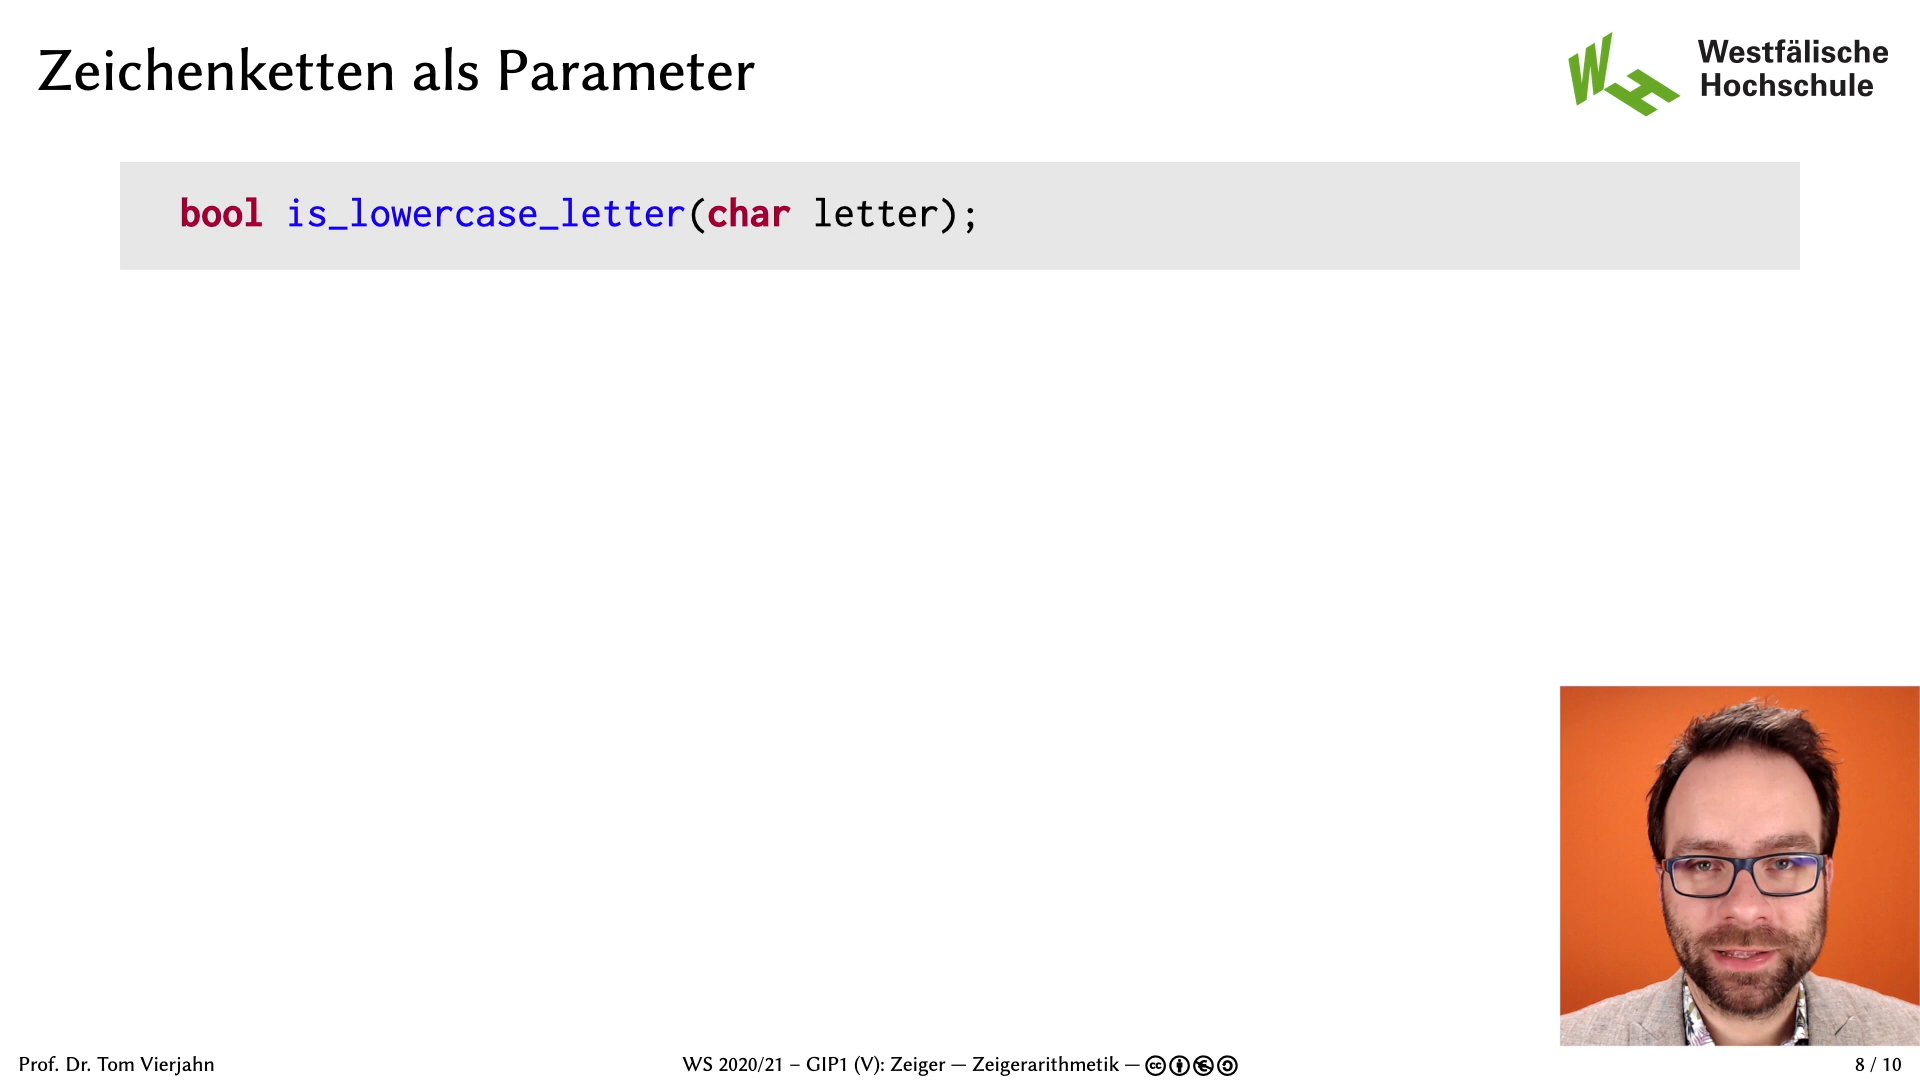 Zeichenketten als Parameter
Westfälische
Hochschule
bool is_lowercase_letter(char letter);
Prof. Dr. Tom Vierjahn
WS 2020/21 – GIP1 (V): Zeiger — Zeigerarithmetik —
8 / 10